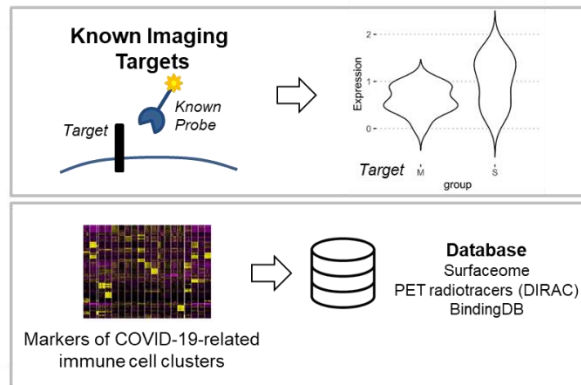 Known Imaging
Targets
Known
Probe
Target
Expression
2
1
0
Target
M
S
group
Markers of COVID-19-related
immune cell clusters
Database
Surfaceome
PET radiotracers (DIRAC)
BindingDB